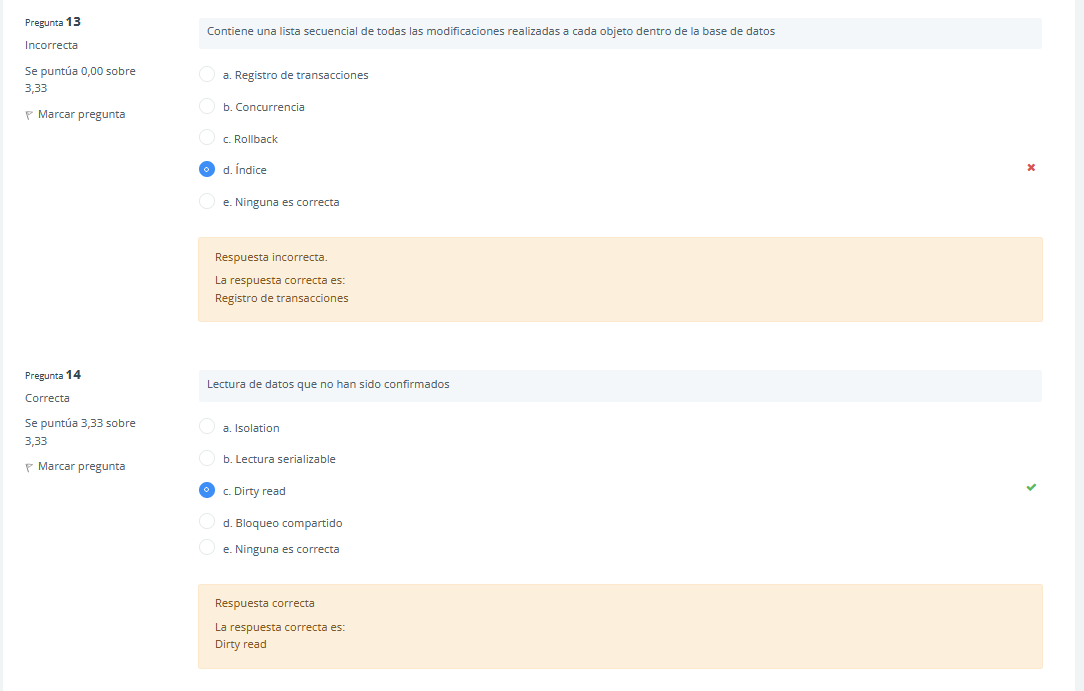 Pregunta 13
Incorrecta
Se puntúa 0,00 sobre
3,33
Marcar pregunta
Contiene una lista secuencial de todas las modificaciones realizadas a cada objeto dentro de la base de datos
a. Registro de transacciones
b. Concurrencia
c. Rollback
d. Índice
e. Ninguna es correcta
Respuesta incorrecta.
La respuesta correcta es:
Registro de transacciones
Pregunta 14
Correcta
Se puntúa 3,33 sobre
3,33
Marcar pregunta
Lectura de datos que no han sido confirmados
a. Isolation
b. Lectura serializable
c. Dirty read
d. Bloqueo compartido
e. Ninguna es correcta
Respuesta correcta
La respuesta correcta es:
Dirty read